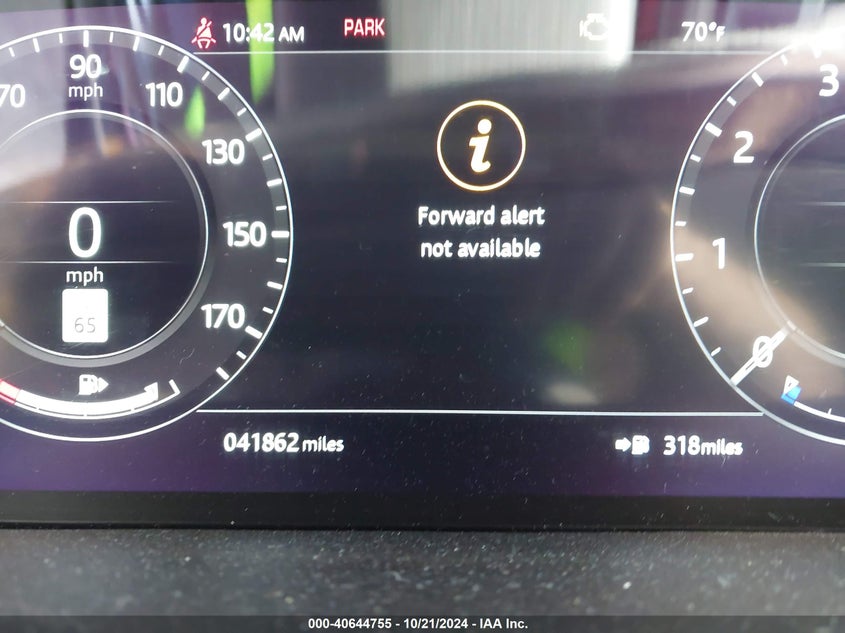 10:42 AM PARK 70°F
70 90 mph 110
130
150
170
0
mph
65
i
Forward alert
not available
3
2
1
0
041862 miles 318 miles
000-40644755 - 10/21/2024 - IAA Inc.